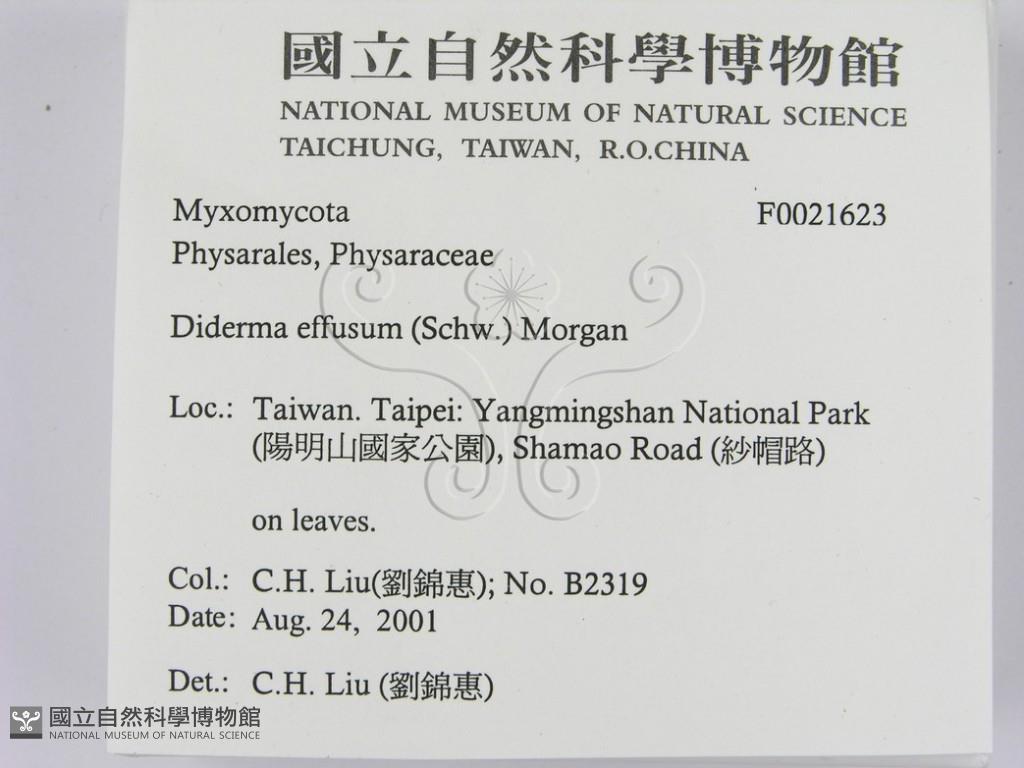 國立自然科學博物館
NATIONAL MUSEUM OF NATURAL SCIENCE
TAICHUNG, TAIWAN, R.O.CHINA
Myxomycota F0021623
Physarales, Physaraceae
Diderma effusum (Schw.) Morgan
Loc.: Taiwan. Taipei: Yangmingshan National Park
(陽明山國家公園), Shamao Road (紗帽路)
on leaves.
Col.: C.H. Liu(劉錦惠); No. B2319
Date: Aug. 24, 2001
Det.: C.H. Liu (劉錦惠)
國立自然科學博物館
NATIONAL MUSEUM OF NATURAL SCIENCE